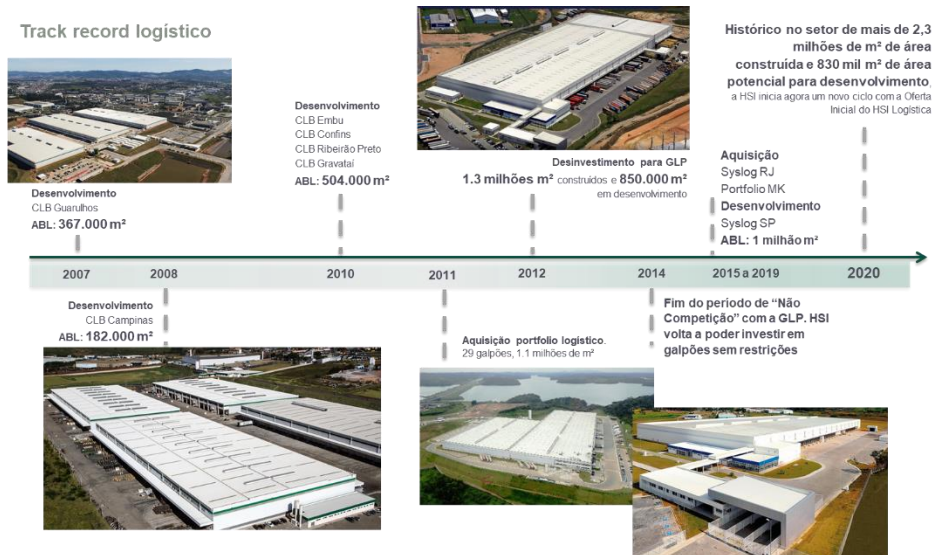 Track record logístico
Desenvolvimento
CLB Guarulhos
ABL: 367.000 m²
Desenvolvimento
CLB Embu
CLB Confins
CLB Ribeirão Preto
CLB Gravataí
ABL: 504.000 m²
Desinvestimento para GLP
1.3 milhões m² construídos e 850.000 m²
em desenvolvimento
Histórico no setor de mais de 2,3
milhões de m² de área
construída e 830 mil m² de área
potencial para desenvolvimento,
a HSI inicia agora um novo ciclo com a Oferta
Inicial do HSI Logística
Aquisição
Syslog RJ
Portfolio MK
Desenvolvimento
Syslog SP
ABL: 1 milhão m²
2007 2008 2010 2011 2012 2014 2015 a 2019 2020
Desenvolvimento
CLB Campinas
ABL: 182.000 m²
Aquisição portfolio logístico.
29 galpões, 1.1 milhões de m²
Fim do periodo de “Não
Competição” com a GLP. HSI
volta a poder investir em
galpões sem restrições